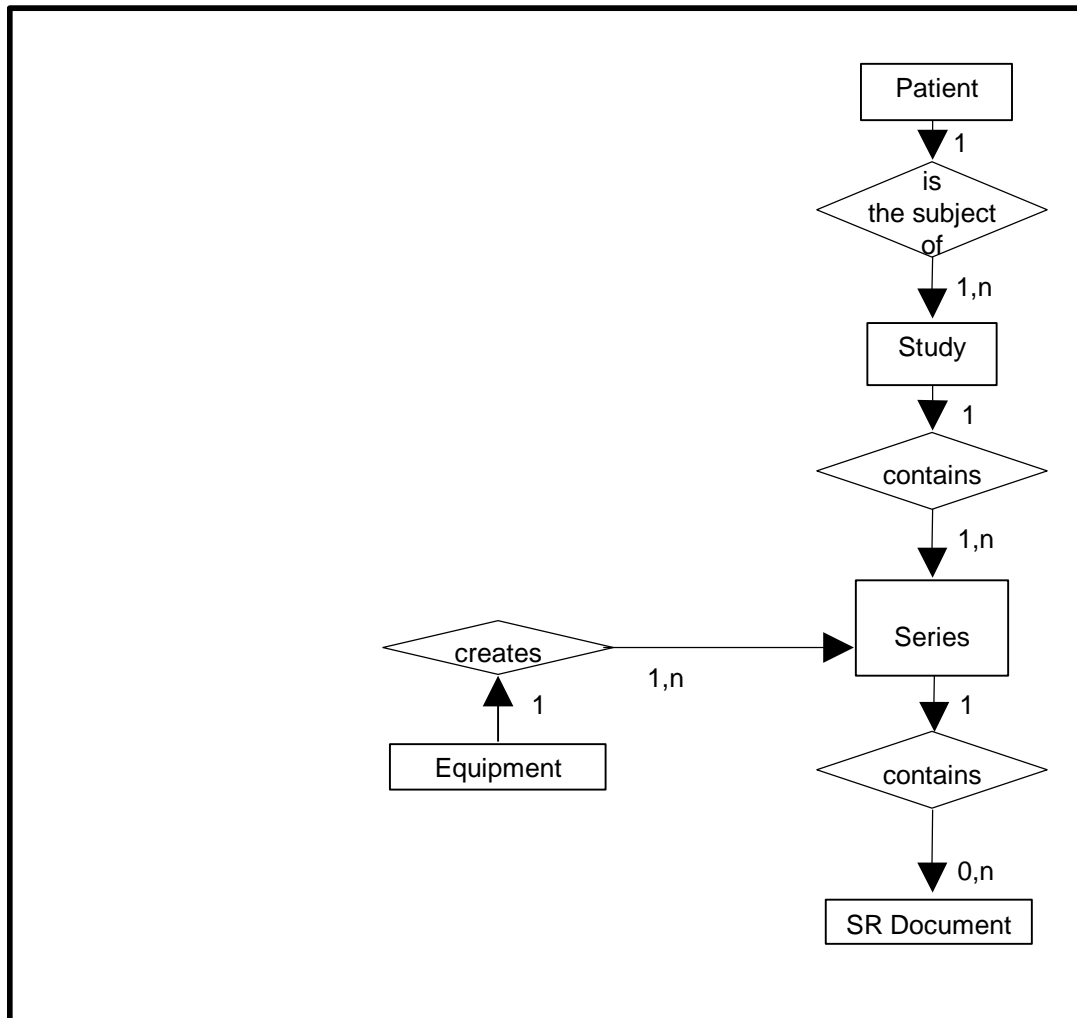 Patient
1
is
the subject
of
1,n
Study
1
contains
1,n
Series
creates
1,n
1
Equipment
1
contains
0,n
SR Document